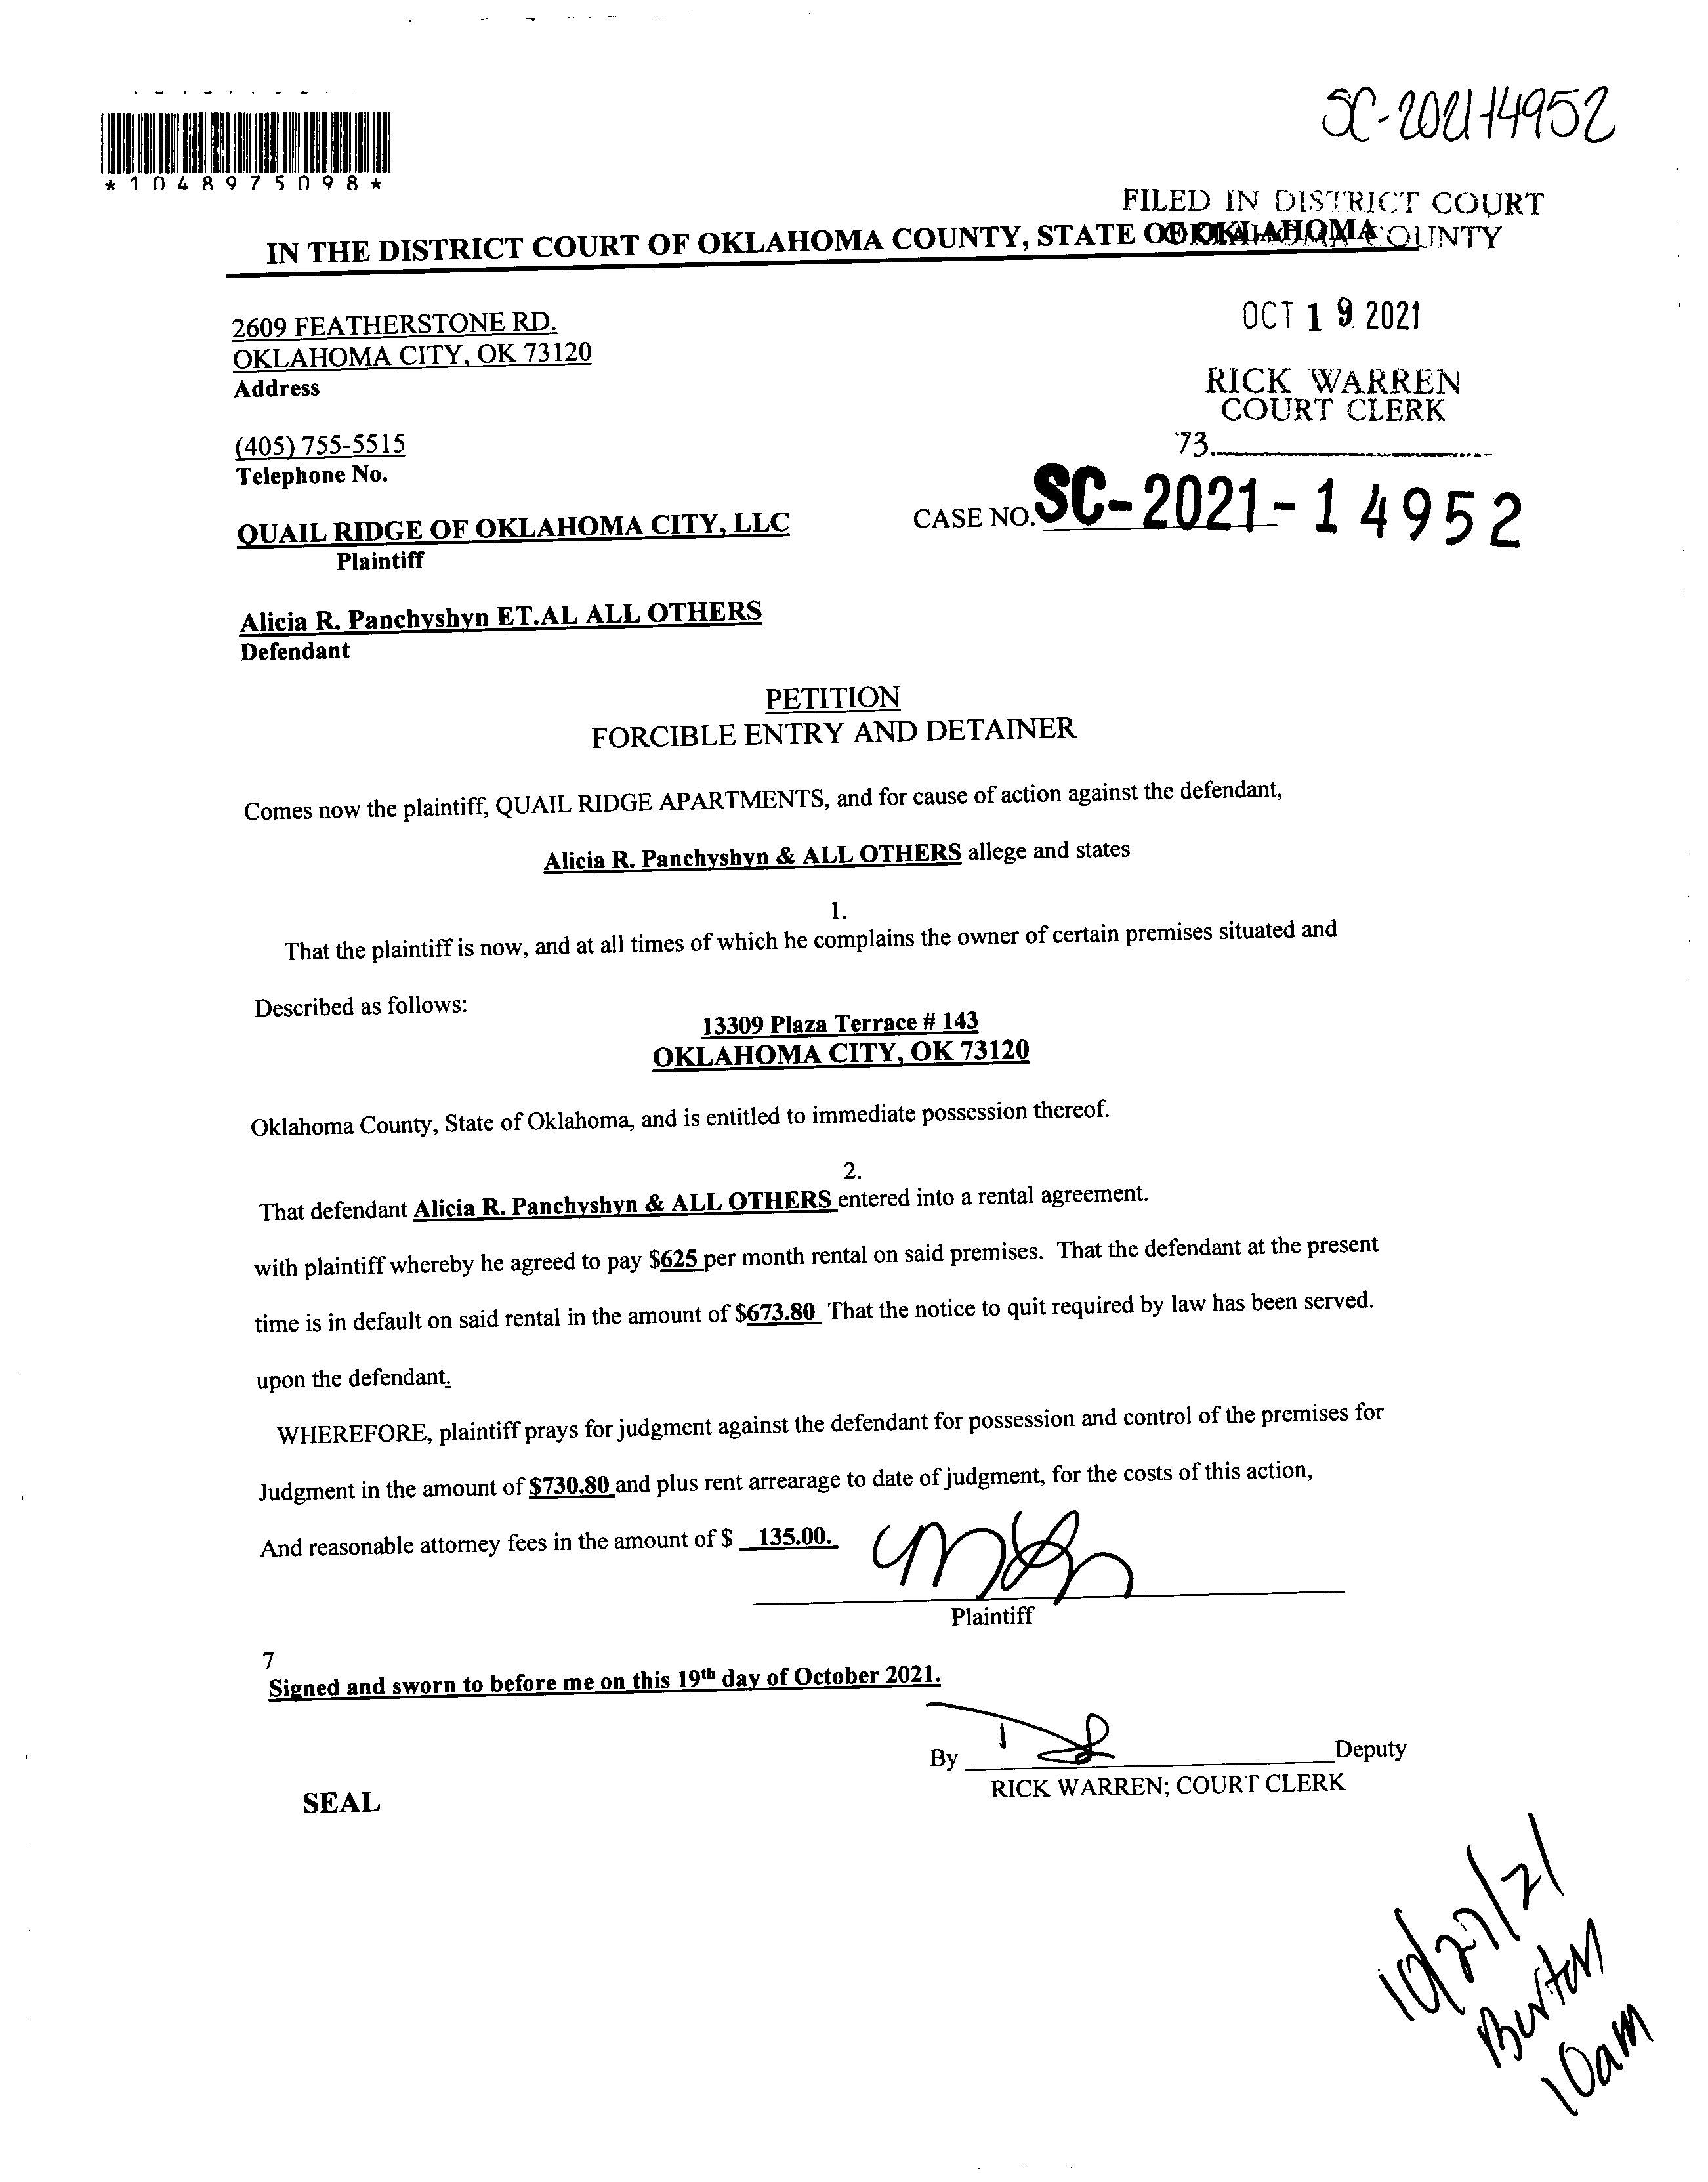 SC-2021-14952
*1048975098*
FILED IN DISTRICT COURT
OKLAHOMA COUNTY
IN THE DISTRICT COURT OF OKLAHOMA COUNTY, STATE OF OKLAHOMA
2609 FEATHERSTONE RD.
OKLAHOMA CITY, OK 73120
Address
OCT 19 2021
RICK WARREN
COURT CLERK
(405) 755-5515
Telephone No.
73
QUAIL RIDGE OF OKLAHOMA CITY, LLC
Plaintiff
CASE NO. SC-2021-14952
Alicia R. Panchyshyn ET.AL ALL OTHERS
Defendant
PETITION
FORCIBLE ENTRY AND DETAINER
Comes now the plaintiff, QUAIL RIDGE APARTMENTS, and for cause of action against the defendant,
Alicia R. Panchyshyn & ALL OTHERS allege and states
1.
That the plaintiff is now, and at all times of which he complains the owner of certain premises situated and
Described as follows:
13309 Plaza Terrace # 143
OKLAHOMA CITY, OK 73120
Oklahoma County, State of Oklahoma, and is entitled to immediate possession thereof.
2.
That defendant Alicia R. Panchyshyn & ALL OTHERS entered into a rental agreement.
with plaintiff whereby he agreed to pay $625 per month rental on said premises. That the defendant at the present
time is in default on said rental in the amount of $673.80 That the notice to quit required by law has been served.
upon the defendant.
WHEREFORE, plaintiff prays for judgment against the defendant for possession and control of the premises for
Judgment in the amount of $730.80 and plus rent arrearage to date of judgment, for the costs of this action,
And reasonable attorney fees in the amount of $ 135.00.
Plaintiff
7
Signed and sworn to before me on this 19th day of October 2021.
By Deputy
RICK WARREN; COURT CLERK
SEAL
10/27/21
Burton
10am